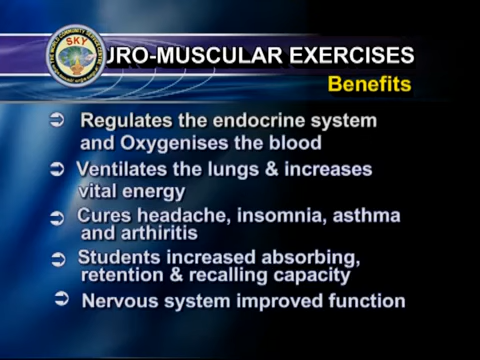 SKY
URO-MUSCULAR EXERCISES
Benefits
Regulates the endocrine system
and Oxygenises the blood
Ventilates the lungs & increases
vital energy
Cures headache, insomnia, asthma
and arthiritis
Students increased absorbing,
retention & recalling capacity
Nervous system improved function